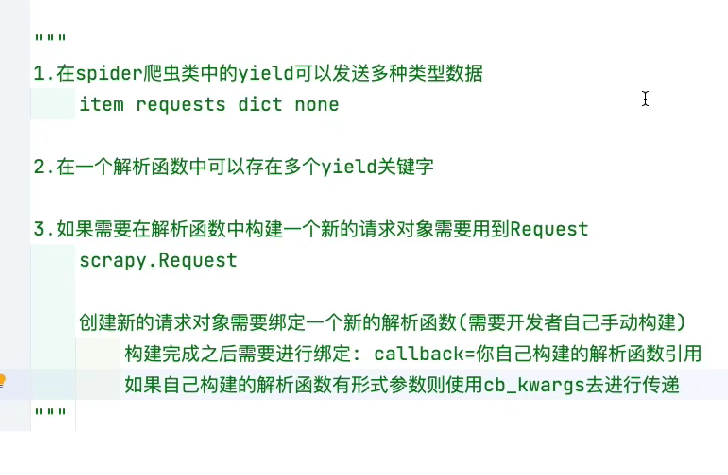 """
1.在spider爬虫类中的yield可以发送多种类型数据
item requests dict none
2.在一个解析函数中可以存在多个yield关键字
3.如果需要在解析函数中构建一个新的请求对象需要用到Request
scrapy.Request
创建新的请求对象需要绑定一个新的解析函数(需要开发者自己手动构建)
构建完成之后需要进行绑定: callback=你自己构建的解析函数引用
如果自己构建的解析函数有形式参数则使用cb_kwargs去进行传递
"""